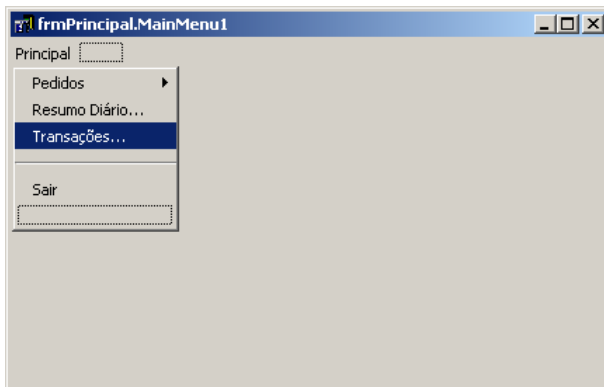 frmPrincipal.MainMenu1
Principal
Pedidos
Resumo Diário...
Transações...
Sair